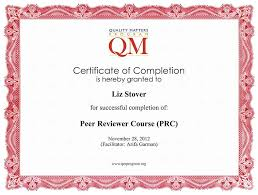 QUALITY MATTERS
PROGRAM
QM
Certificate of Completion
is hereby granted to
Liz Stover
for successful completion of:
Peer Reviewer Course (PRC)
November 28, 2012
(Facilitator: Arifa Garman)
www.qmprogram.org